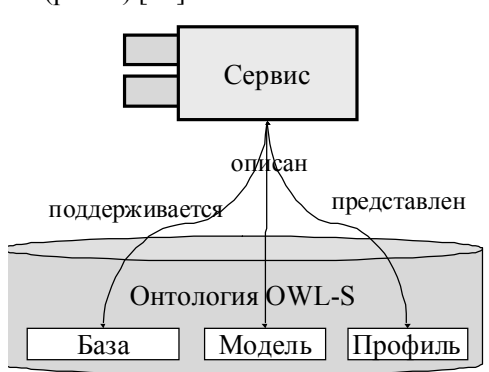 Сервис
описан
поддерживается
представлен
Онтология OWL-S
База
Модель
Профиль